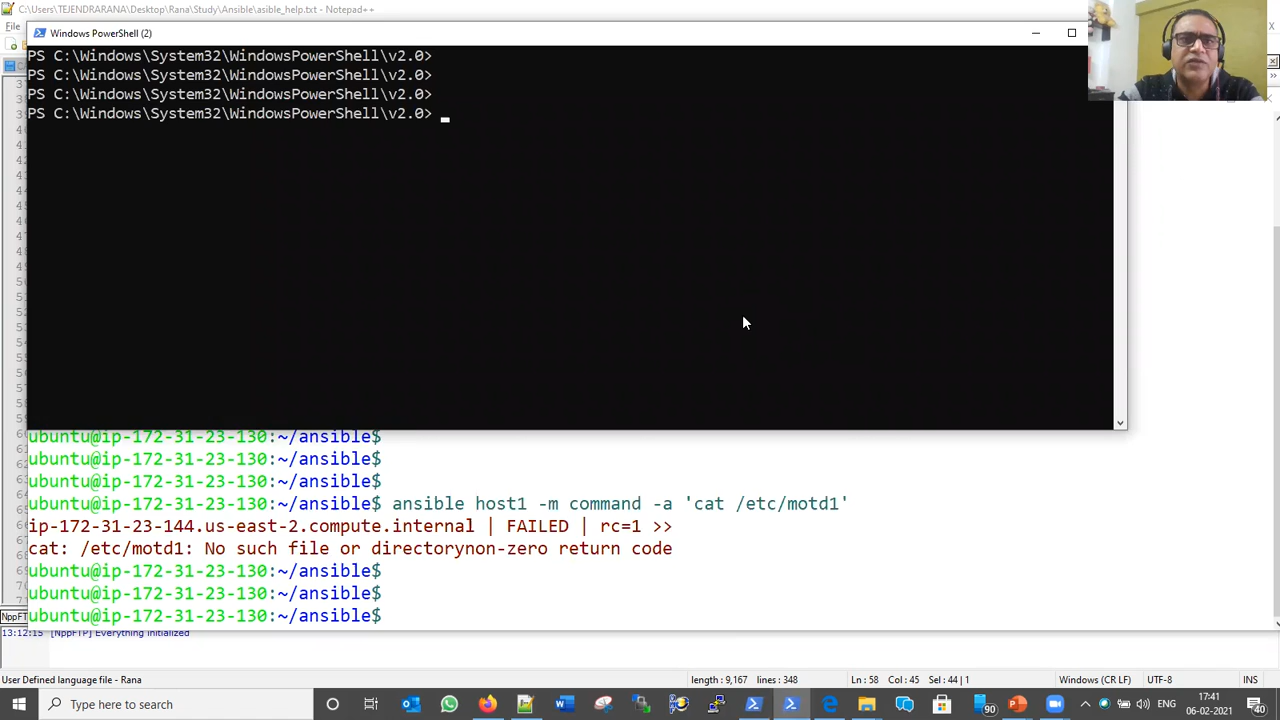 C:\Users\TEJENDRARANA\Desktop\Rana\Study\Ansible\asible_help.txt - Notepad++
File
Windows PowerShell (2)
PS C:\Windows\System32\WindowsPowerShell\v2.0>
PS C:\Windows\System32\WindowsPowerShell\v2.0>
PS C:\Windows\System32\WindowsPowerShell\v2.0>
PS C:\Windows\System32\WindowsPowerShell\v2.0>
ubuntu@ip-172-31-23-130:~/ansible$
ubuntu@ip-172-31-23-130:~/ansible$
ubuntu@ip-172-31-23-130:~/ansible$
ubuntu@ip-172-31-23-130:~/ansible$ ansible host1 -m command -a 'cat /etc/motd1'
ip-172-31-23-144.us-east-2.compute.internal | FAILED | rc=1 >>
cat: /etc/motd1: No such file or directorynon-zero return code
ubuntu@ip-172-31-23-130:~/ansible$
ubuntu@ip-172-31-23-130:~/ansible$
ubuntu@ip-172-31-23-130:~/ansible$
NppFT
13:12:15 [NppFTP] Everything initialized
User Defined language file - Rana length : 9,167 lines : 348 Ln : 58 Col : 45 Sel : 44 | 1 Windows (CR LF) UTF-8 INS
Type here to search
90
ENG
17:41
06-02-2021
40